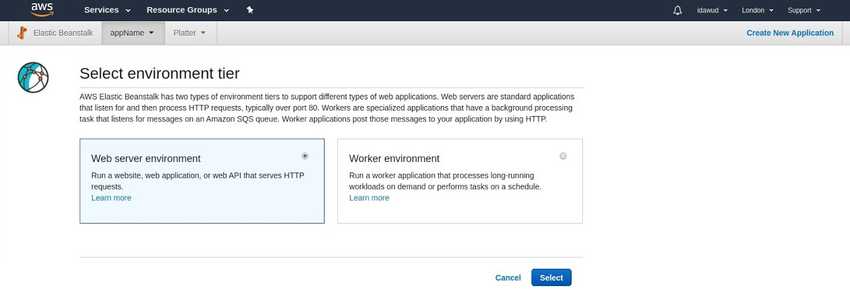 aws Services Resource Groups idawud London Support
Elastic Beanstalk appName Platter Create New Application
Select environment tier
AWS Elastic Beanstalk has two types of environment tiers to support different types of web applications. Web servers are standard applications
that listen for and then process HTTP requests, typically over port 80. Workers are specialized applications that have a background processing
task that listens for messages on an Amazon SQS queue. Worker applications post those messages to your application by using HTTP.
Web server environment
Run a website, web application, or web API that serves HTTP
requests.
Learn more
Worker environment
Run a worker application that processes long-running
workloads on demand or performs tasks on a schedule.
Learn more
Cancel Select